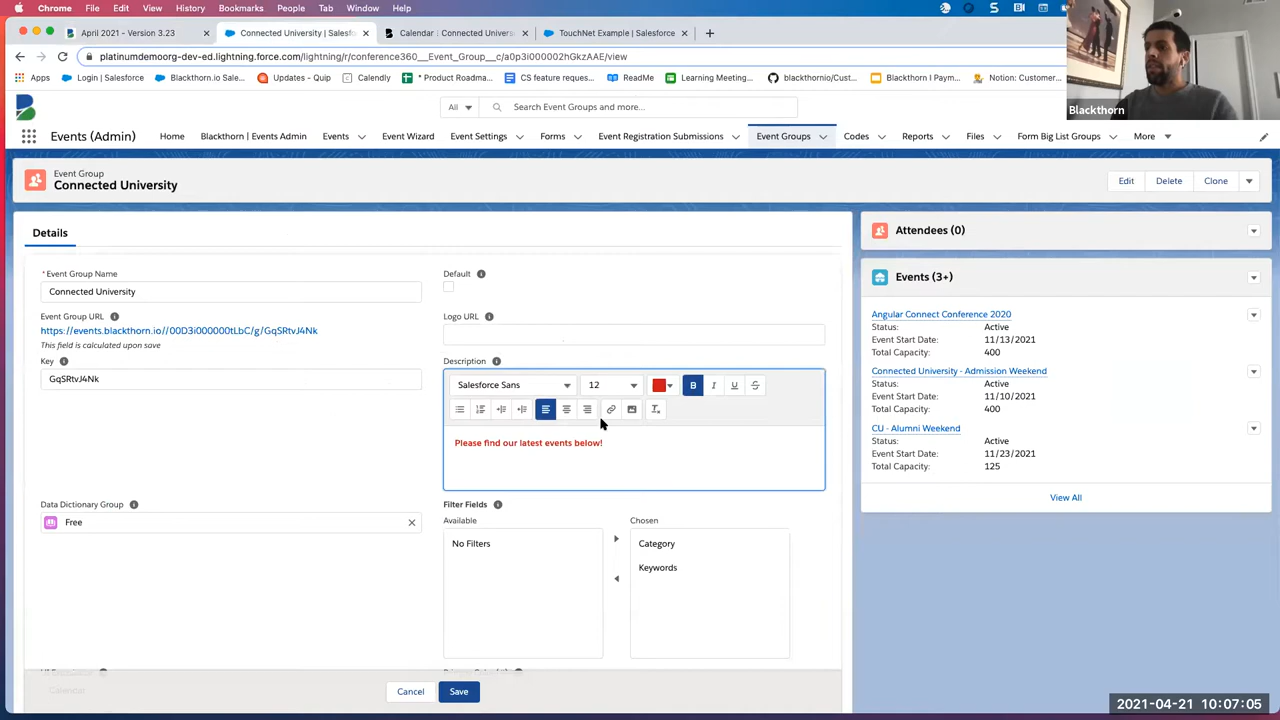 Chrome File Edit View History Bookmarks People Tab Window Help
April 2021 - Version 3.23 × Connected University | Salesf × Calendar | Connected Univers × TouchNet Example | Salesforce × +
platinumdemoorg-dev-ed.lightning.force.com/lightning/r/conference360__Event_Group__c/a0p3i000002hGkzAAE/view
Apps Login | Salesforce Blackthorn.io Sale... Updates - Quip Calendly * Product Roadma... CS feature reques... ReadMe Learning Meeting... blackthornio/Cust... Blackthorn | Paym... Notion: Customer...
Blackthorn
All Search Event Groups and more...
Events (Admin) Home Blackthorn | Events Admin Events Event Wizard Event Settings Forms Event Registration Submissions Event Groups Codes Reports Files Form Big List Groups More
Event Group
Connected University
Edit Delete Clone
Details
* Event Group Name
Connected University
Event Group URL
https://events.blackthorn.io//00D3i000000tLbC/g/GqSRtvJ4Nk
This field is calculated upon save
Key
GqSRtvJ4Nk
Data Dictionary Group
Free
Default
Logo URL
Description
Salesforce Sans 12 B I U S
Please find our latest events below!
Filter Fields
Available Chosen
No Filters
Category
Keywords
Calendar
Cancel Save
Attendees (0)
Events (3+)
Angular Connect Conference 2020
Status: Active
Event Start Date: 11/13/2021
Total Capacity: 400
Connected University - Admission Weekend
Status: Active
Event Start Date: 11/10/2021
Total Capacity: 400
CU - Alumni Weekend
Status: Active
Event Start Date: 11/23/2021
Total Capacity: 125
View All
2021-04-21 10:07:05